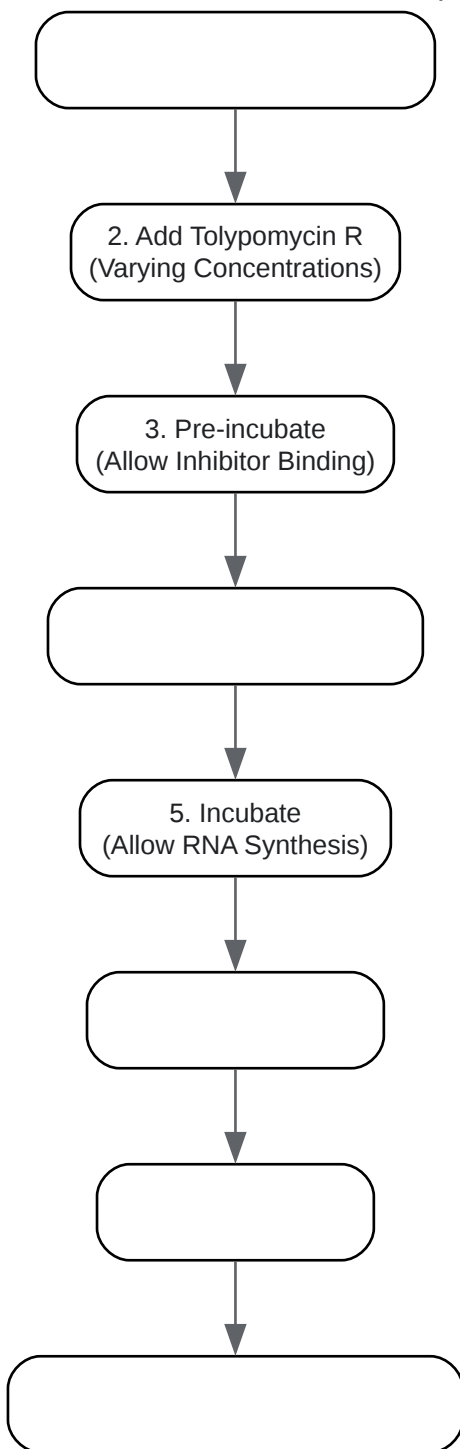 2. Add Tolypomycin R
(Varying Concentrations)
3. Pre-incubate
(Allow Inhibitor Binding)
5. Incubate
(Allow RNA Synthesis)